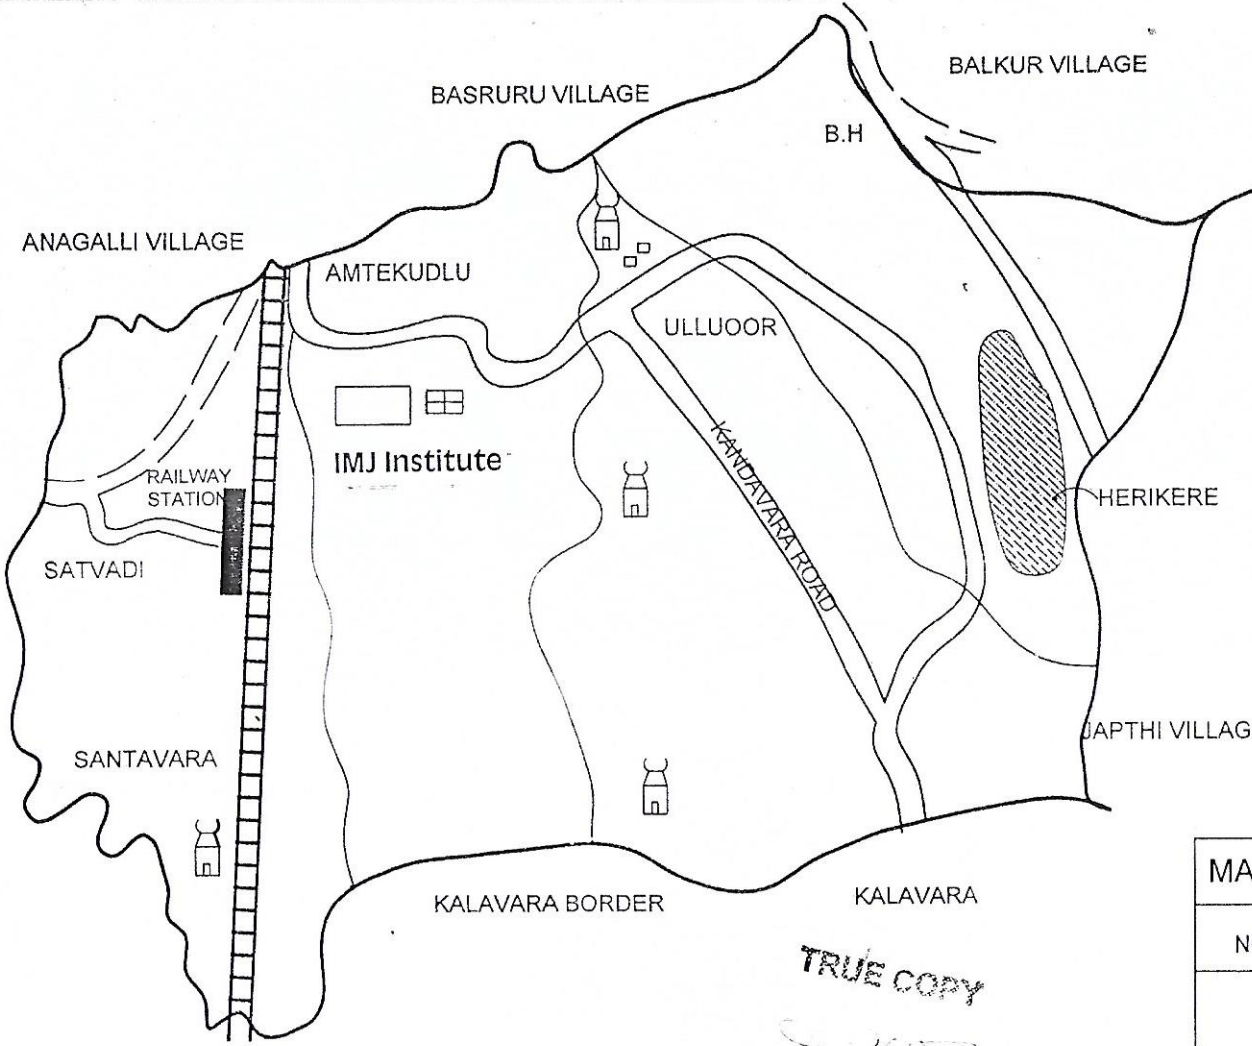 BALKUR VILLAGE
BASRURU VILLAGE
B.H
ANAGALLI VILLAGE
AMTEKUDLU
ULLUOOR
IMJ Institute
RAILWAY
STATION
KANDAVARA ROAD
HERIKERE
SATVADI
JAPTHI VILLAG
SANTAVARA
KALAVARA BORDER
KALAVARA
MA
N
TRUE COPY